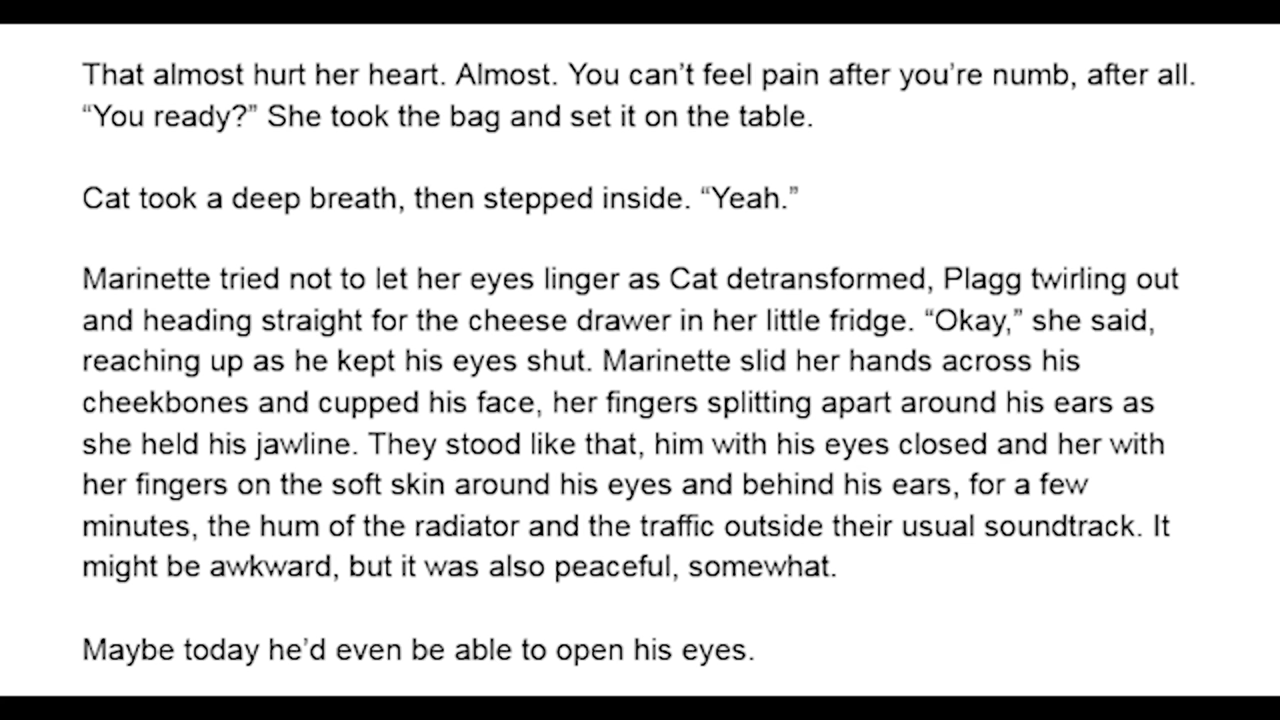 That almost hurt her heart. Almost. You can’t feel pain after you’re numb, after all.
“You ready?” She took the bag and set it on the table.
Cat took a deep breath, then stepped inside. “Yeah.”
Marinette tried not to let her eyes linger as Cat detransformed, Plagg twirling out
and heading straight for the cheese drawer in her little fridge. “Okay,” she said,
reaching up as he kept his eyes shut. Marinette slid her hands across his
cheekbones and cupped his face, her fingers splitting apart around his ears as
she held his jawline. They stood like that, him with his eyes closed and her with
her fingers on the soft skin around his eyes and behind his ears, for a few
minutes, the hum of the radiator and the traffic outside their usual soundtrack. It
might be awkward, but it was also peaceful, somewhat.
Maybe today he’d even be able to open his eyes.